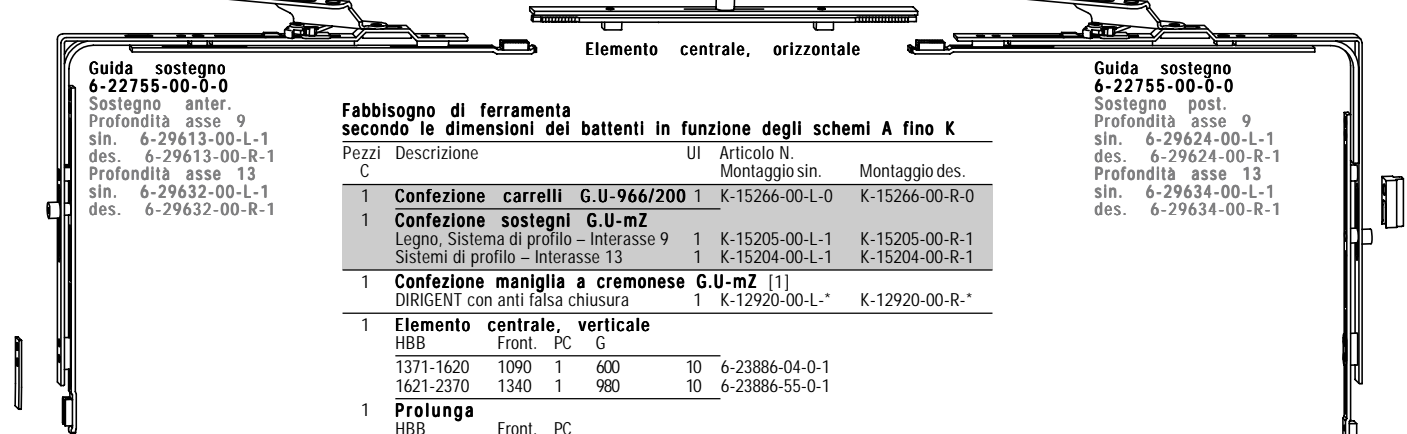 Elemento centrale, orizzontale
Guida sostegno
6-22755-00-0-0
Sostegno anter.
Profondità asse 9
sin. 6-29613-00-L-1
des. 6-29613-00-R-1
Profondità asse 13
sin. 6-29632-00-L-1
des. 6-29632-00-R-1
Guida sostegno
6-22755-00-0-0
Sostegno post.
Profondità asse 9
sin. 6-29624-00-L-1
des. 6-29624-00-R-1
Profondità asse 13
sin. 6-29634-00-L-1
des. 6-29634-00-R-1
Fabbisogno di ferramenta
secondo le dimensioni dei battenti in funzione degli schemi A fino K
Pezzi Descrizione UI Articolo N.
C Montaggio sin. Montaggio des.
1 Confezione carrelli G.U-966/200 1 K-15266-00-L-0 K-15266-00-R-0
1 Confezione sostegni G.U-mZ
Legno, Sistema di profilo – Interasse 9 1 K-15205-00-L-1 K-15205-00-R-1
Sistemi di profilo – Interasse 13 1 K-15204-00-L-1 K-15204-00-R-1
1 Confezione maniglia a cremonese G.U-mZ [1]
DIRIGENT con anti falsa chiusura 1 K-12920-00-L-* K-12920-00-R-*
1 Elemento centrale, verticale
HBB Front. PC G
1371-1620 1090 1 600 10 6-23886-04-0-1
1621-2370 1340 1 980 10 6-23886-55-0-1
1 Prolunga
HBB Front. PC